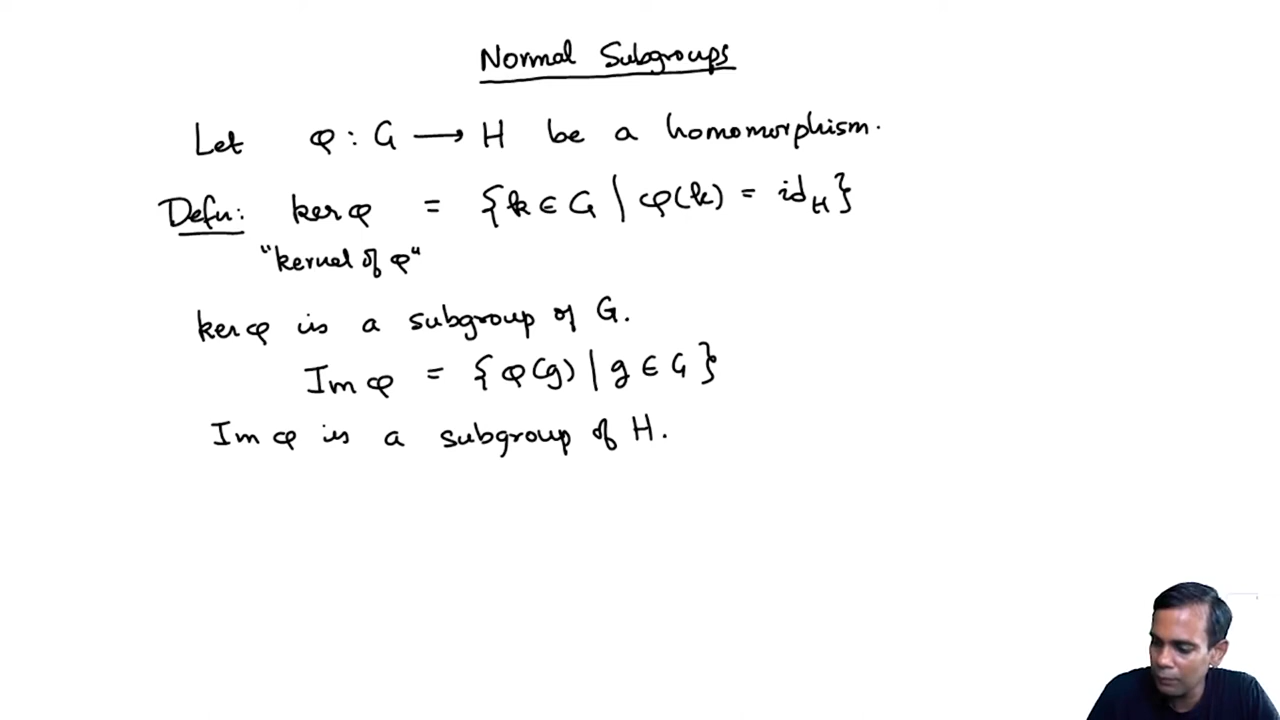 Normal Subgroups
Let φ : G ⟶ H be a homomorphism.
Defn: ker φ = {k ∈ G | φ(k) = id_H}
"kernel of φ"
ker φ is a subgroup of G.
Im φ = {φ(g) | g ∈ G}
Im φ is a subgroup of H.